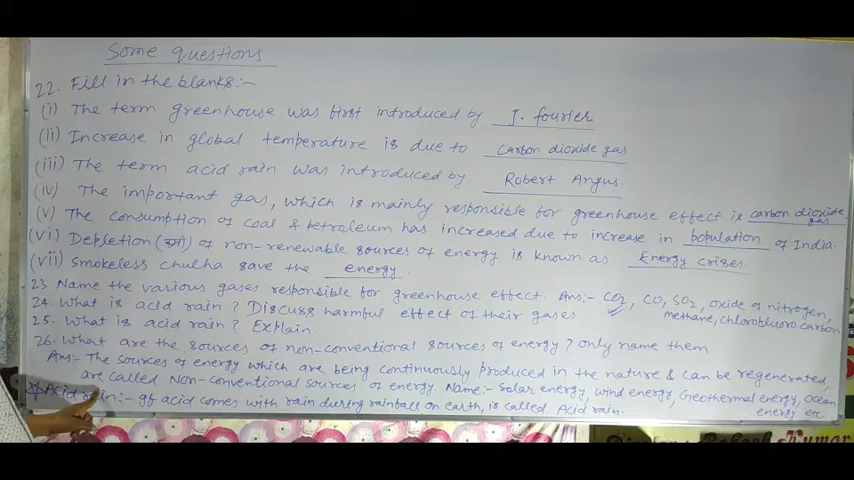 Some questions
22. Fill in the blanks:-
(i) The term greenhouse was first introduced by J. fourier
(ii) Increase in global temperature is due to carbon dioxide gas
(iii) The term acid rain was introduced by Robert Angus.
(iv) The important gas, which is mainly responsible for greenhouse effect is carbon dioxide gas
(v) The consumption of coal & petroleum has increased due to increase in population of India.
(vi) Depletion (कमी) of non-renewable sources of energy is known as Energy crises.
(vii) Smokeless chulha save the energy.
23 Name the various gases responsible for greenhouse effect. Ans:- CO2, CO, SO2, oxide of nitrogen,
methane, chlorofluoro carbon
24. What is acid rain? Discuss harmful effect of their gases
25. What is acid rain? Explain.
26. What are the sources of non-conventional sources of energy? only name them
Ans:- The sources of energy which are being continuously produced in the nature & can be regenerated,
are called Non-conventional sources of energy. Name:- Solar energy, wind energy, Geothermal energy, Ocean
energy etc
Acid rain:- If acid comes with rain during rainfall on earth, is called Acid rain.